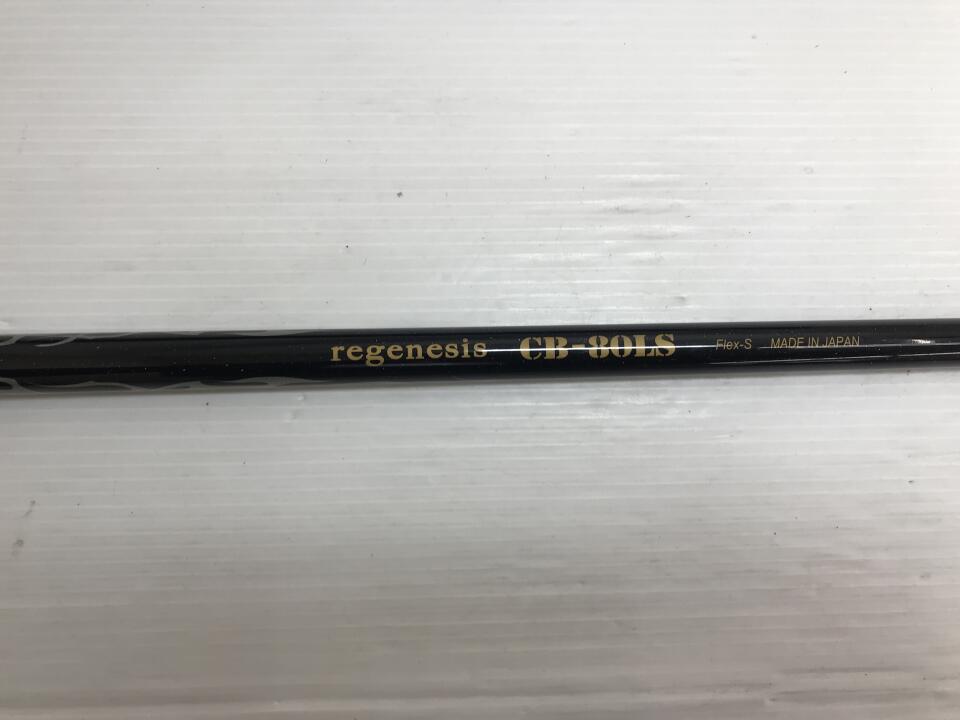 regenesis CB-80LS Flex-S MADE IN JAPAN